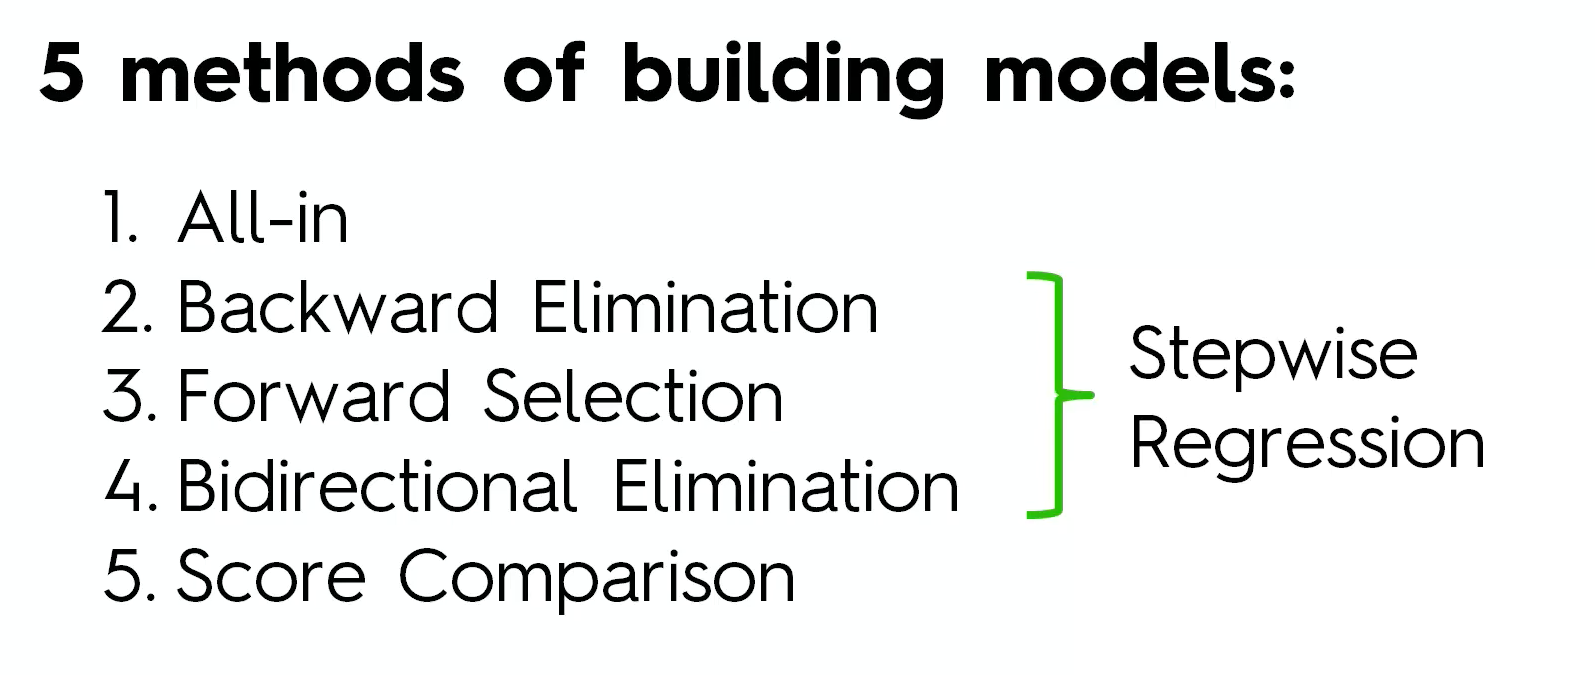 5 methods of building models:
1. All-in
2. Backward Elimination
3. Forward Selection
4. Bidirectional Elimination
5. Score Comparison
Stepwise
Regression